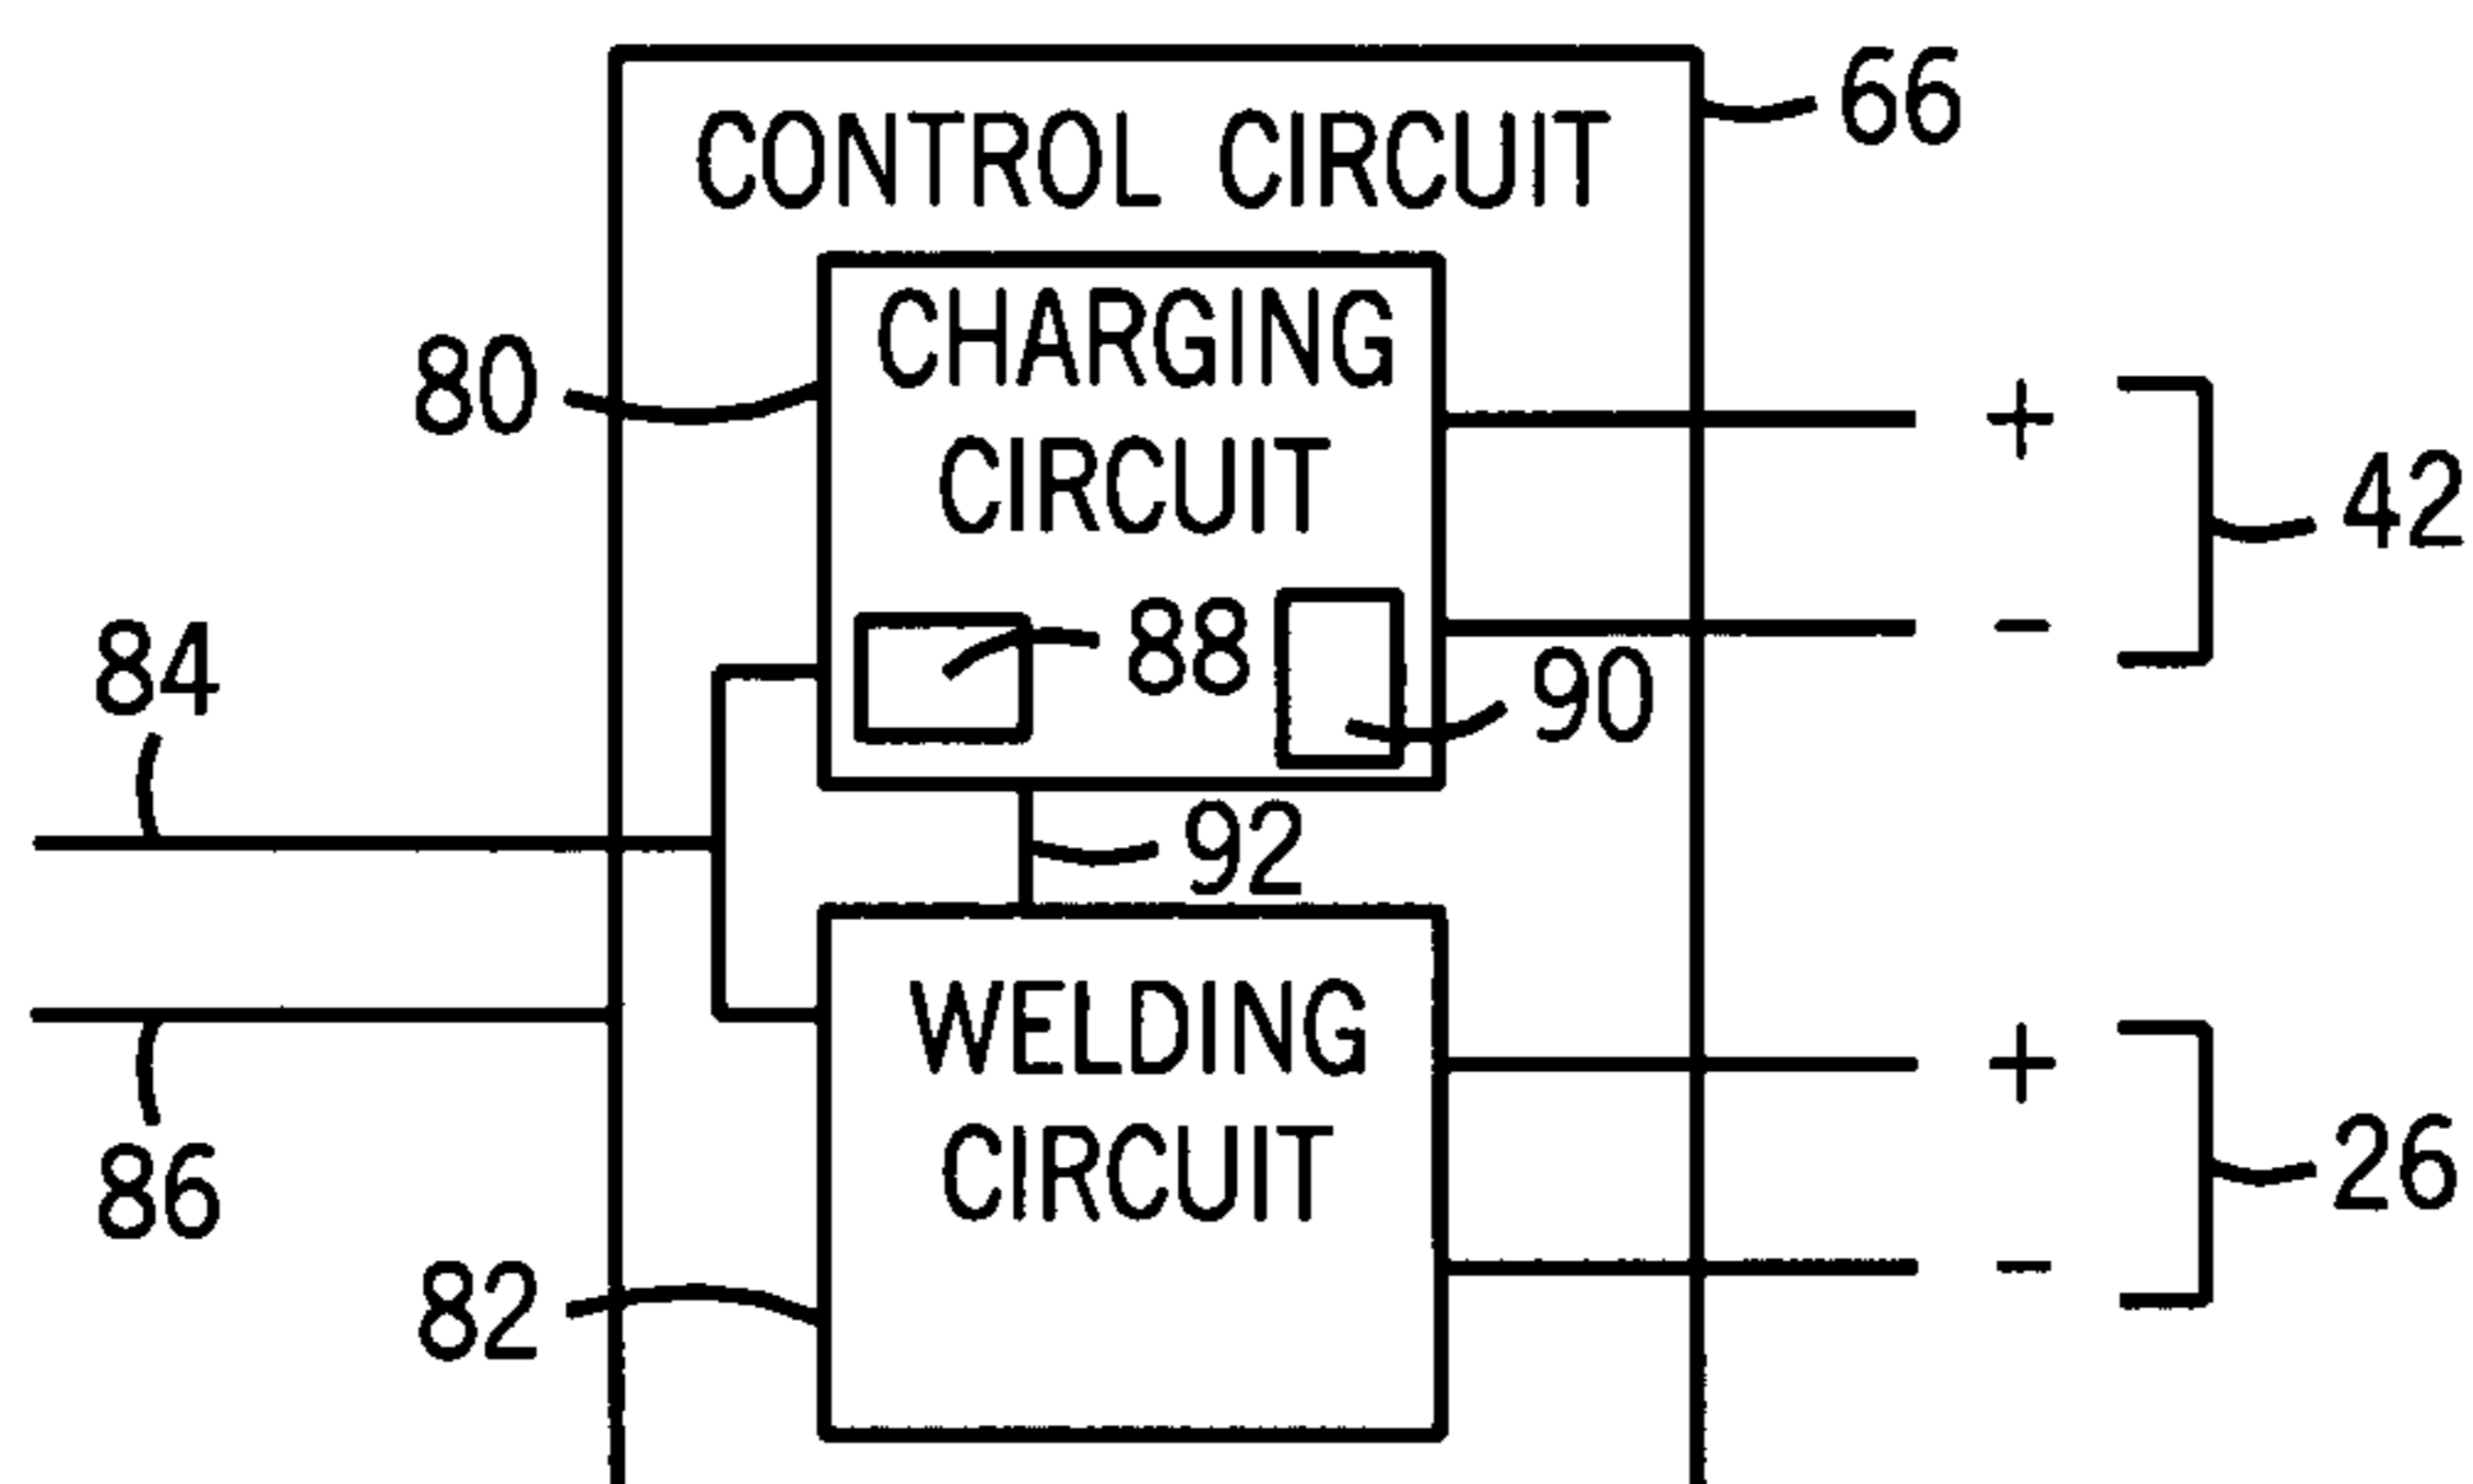 CONTROL CIRCUIT
66
CHARGING
CIRCUIT
80
+
42
-
88
90
84
92
WELDING
CIRCUIT
86
82
+
26
-